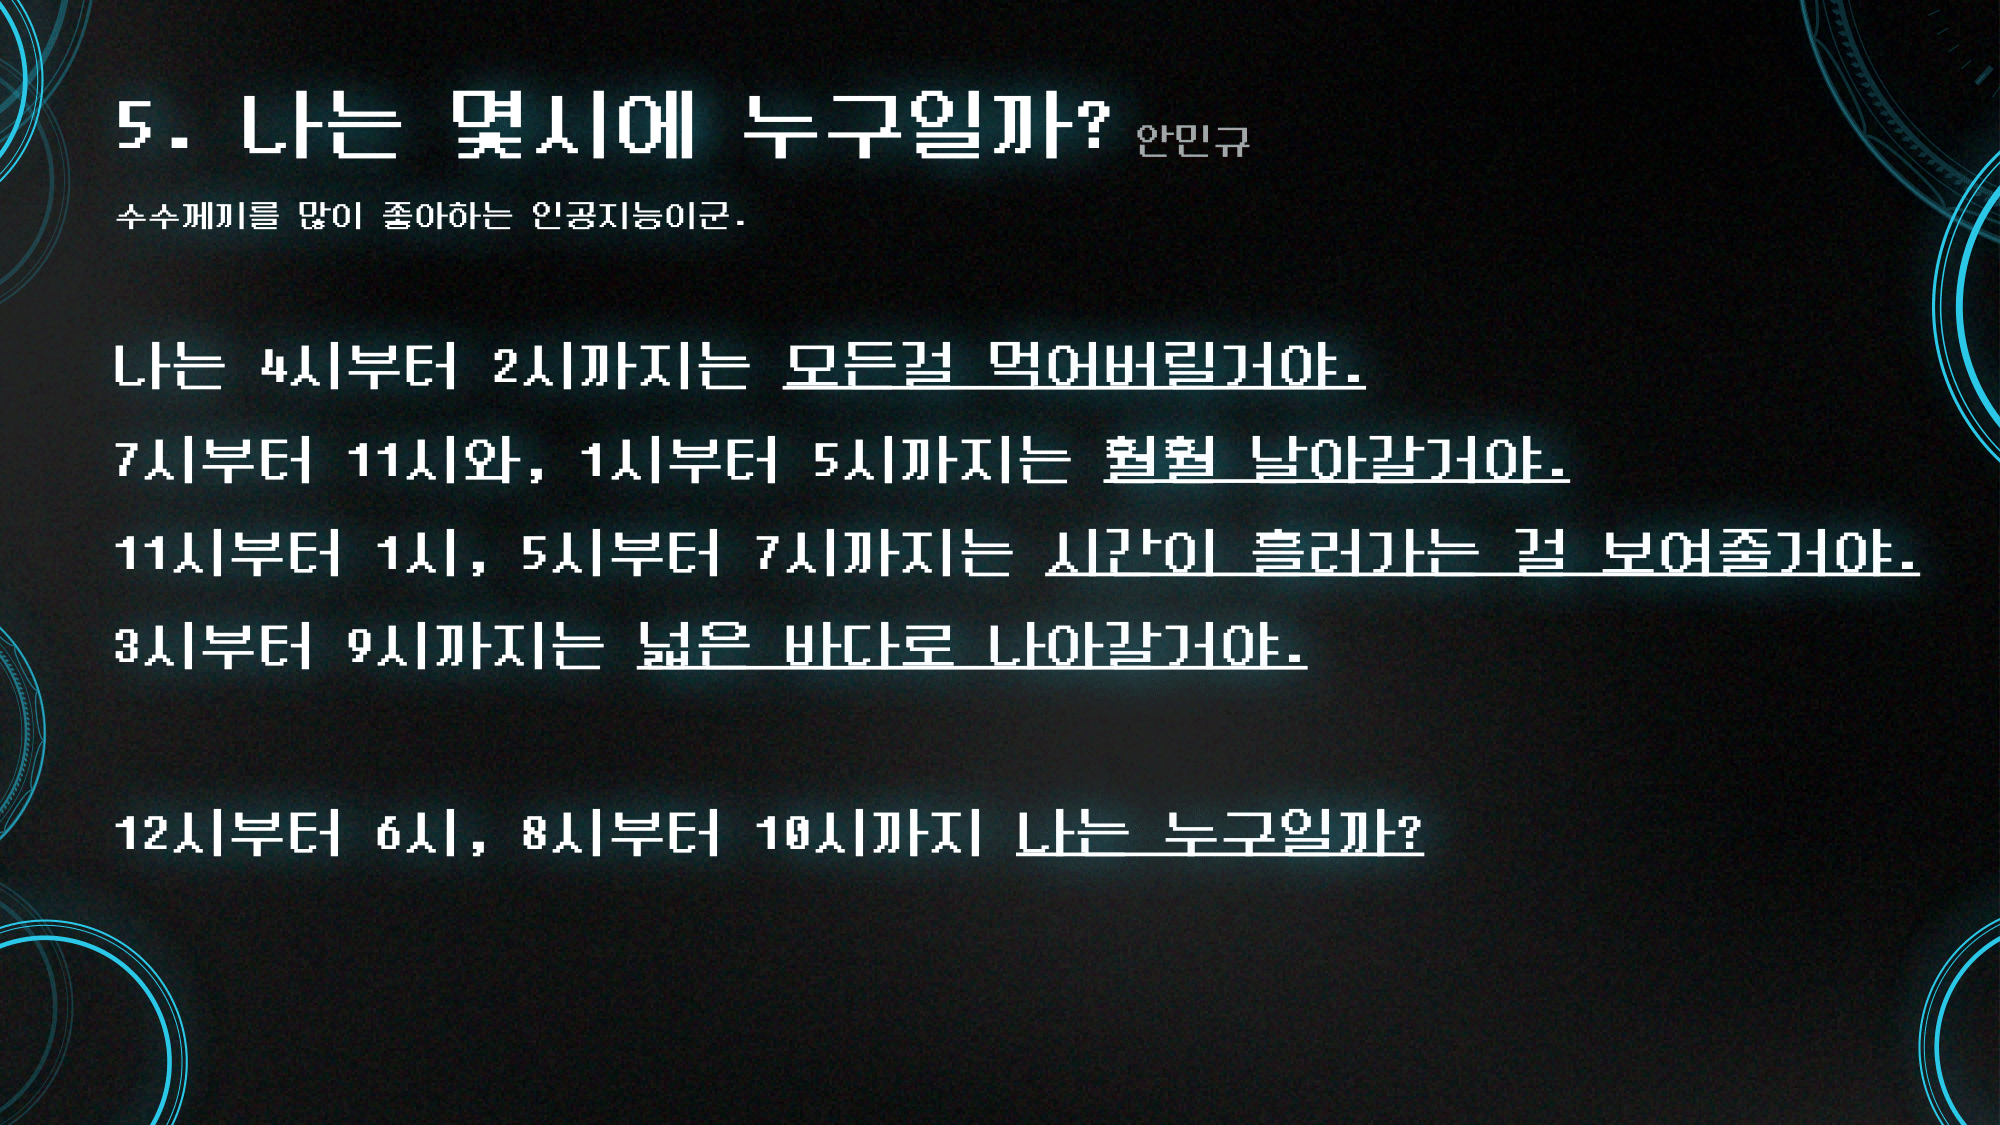 5. 나는 몇시에 누구일까? 안민규
수수께끼를 많이 좋아하는 인공지능이군.
나는 4시부터 2시까지는 모든걸 먹어버릴거야.
7시부터 11시와, 1시부터 5시까지는 훨훨 날아갈거야.
11시부터 1시, 5시부터 7시까지는 시간이 흘러가는 걸 보여줄거야.
3시부터 9시까지는 넓은 바다로 나아갈거야.
12시부터 6시, 8시부터 10시까지 나는 누구일까?